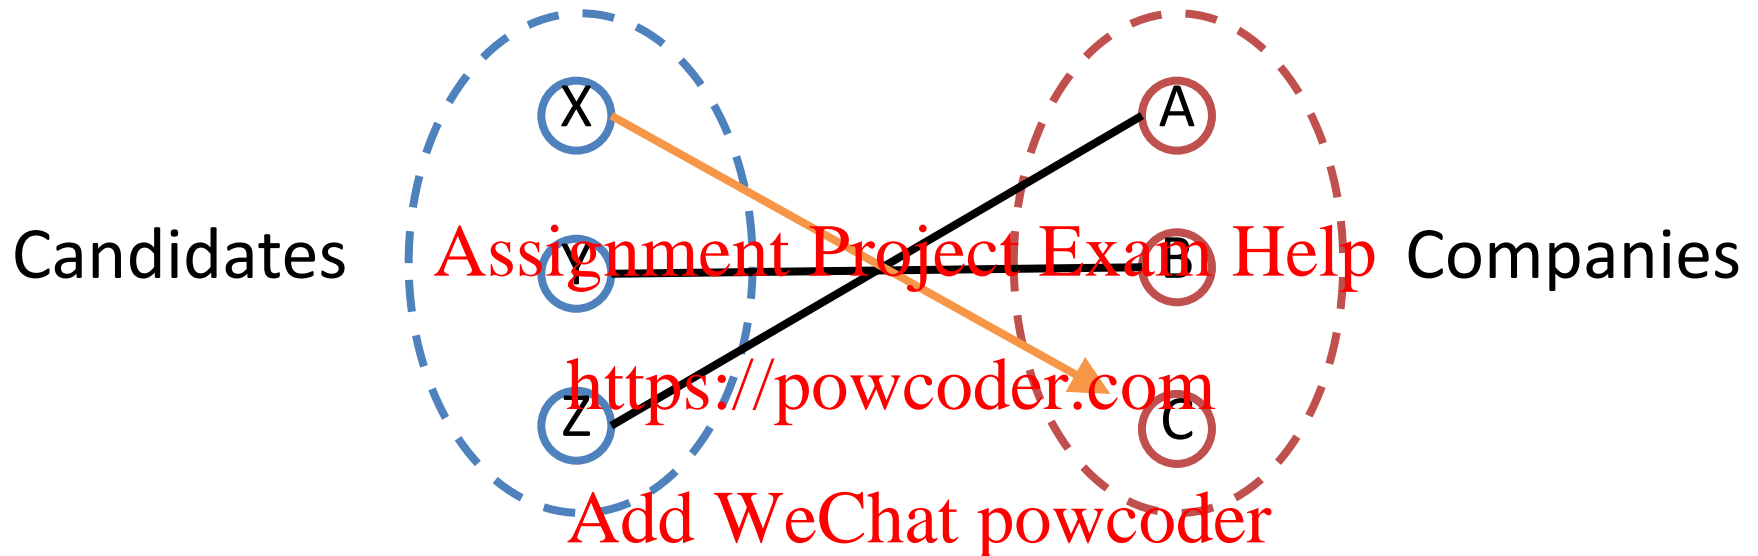 X A
Candidates Assignment Project Exam Help Companies
Y B
https://powcoder.com
Z C
Add WeChat powcoder